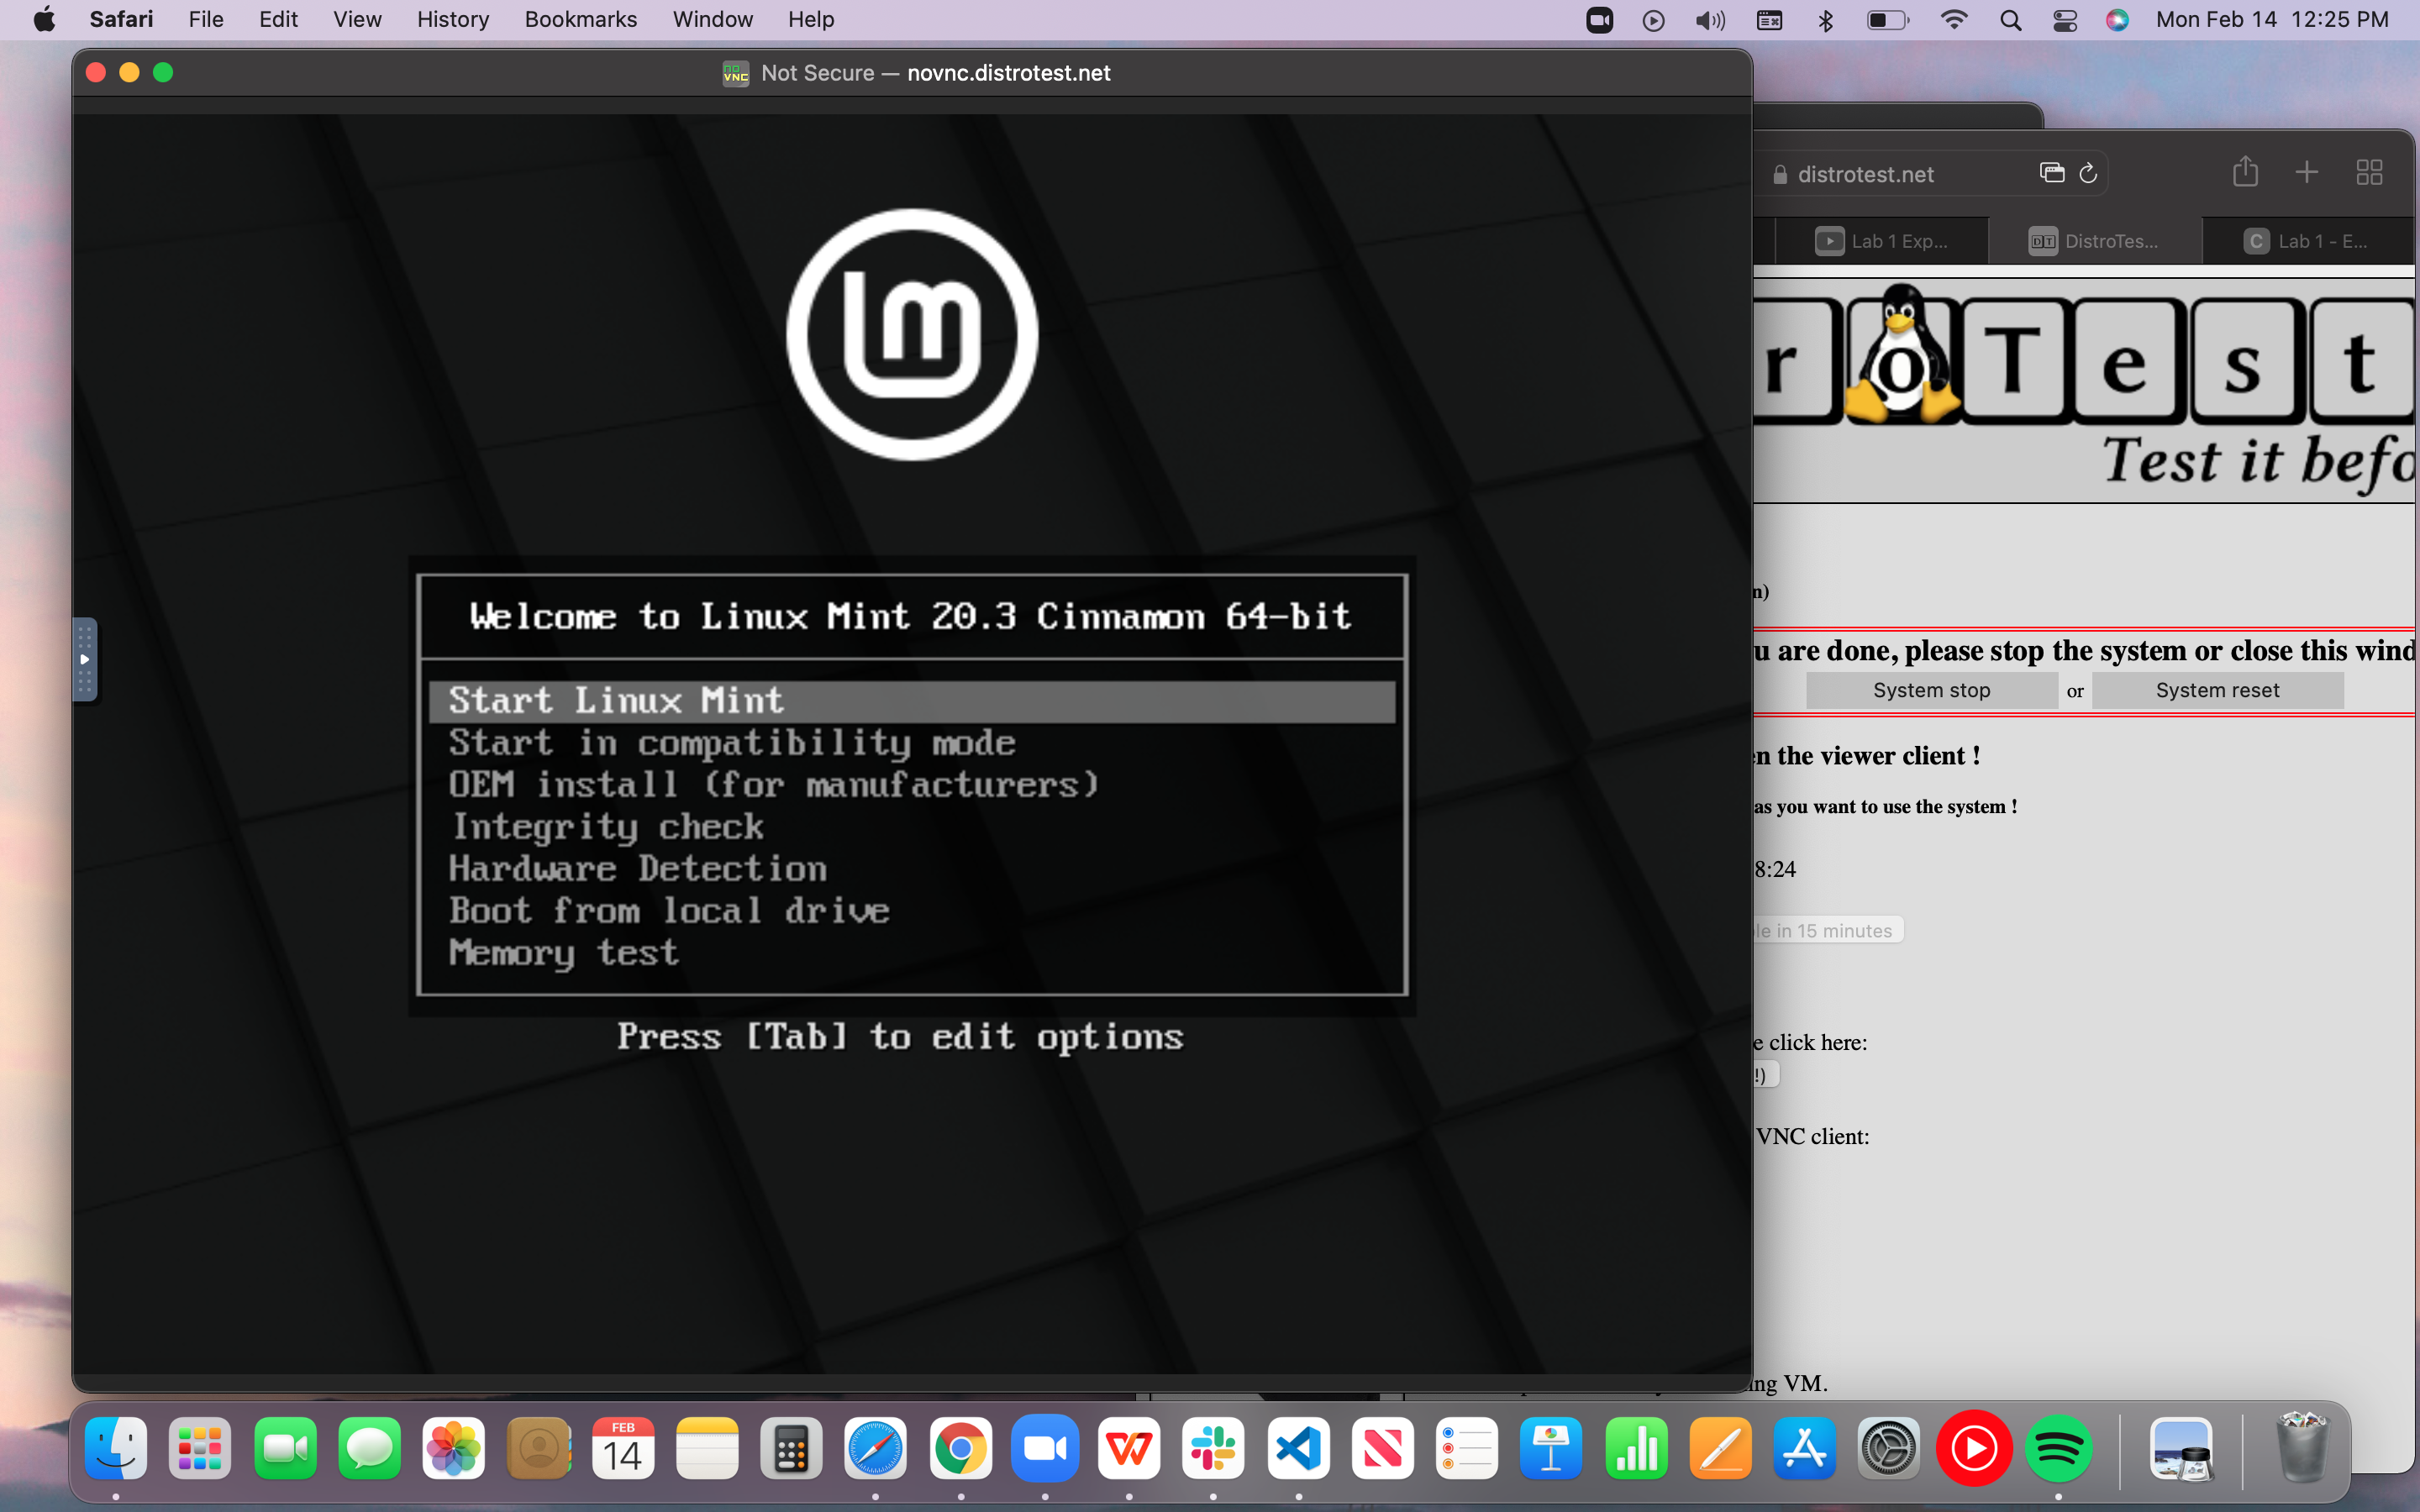 Safari File Edit View History Bookmarks Window Help Mon Feb 14 12:25 PM
no VNC Not Secure — novnc.distrotest.net
distrotest.net
Lab 1 Exp... DT DistroTes... C Lab 1 - E...
r o T e s t
Test it befo
lm
n)
Welcome to Linux Mint 20.3 Cinnamon 64-bit
u are done, please stop the system or close this wind
System stop or System reset
Start Linux Mint
Start in compatibility mode
OEM install (for manufacturers)
Integrity check
Hardware Detection
Boot from local drive
Memory test
Press [Tab] to edit options
en the viewer client !
as you want to use the system !
8:24
le in 15 minutes
e click here:
!)
VNC client:
ing VM.
FEB
14